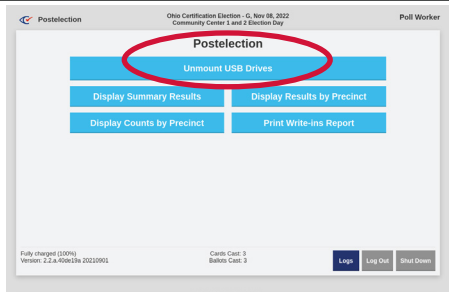 Postelection
Ohio Certification Election - G, Nov 08, 2022
Community Center 1 and 2 Election Day
Poll Worker
Postelection
Unmount USB Drives
Display Summary Results
Display Results by Precinct
Display Counts by Precinct
Print Write-ins Report
Fully charged (100%)
Version: 2.2.a.40de19a 20210901
Cards Cast: 3
Ballots Cast: 3
Logs
Log Out
Shut Down